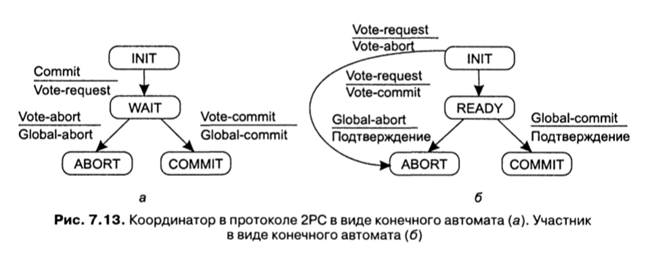 Vote-request
Vote-abort
INIT
INIT
Commit
Vote-request
Vote-request
Vote-commit
WAIT
READY
Vote-abort
Global-abort
Vote-commit
Global-commit
Global-abort
Подтверждение
Global-commit
Подтверждение
ABORT
COMMIT
ABORT
COMMIT
а
б
Рис. 7.13. Координатор в протоколе 2PC в виде конечного автомата (а). Участник
в виде конечного автомата (б)